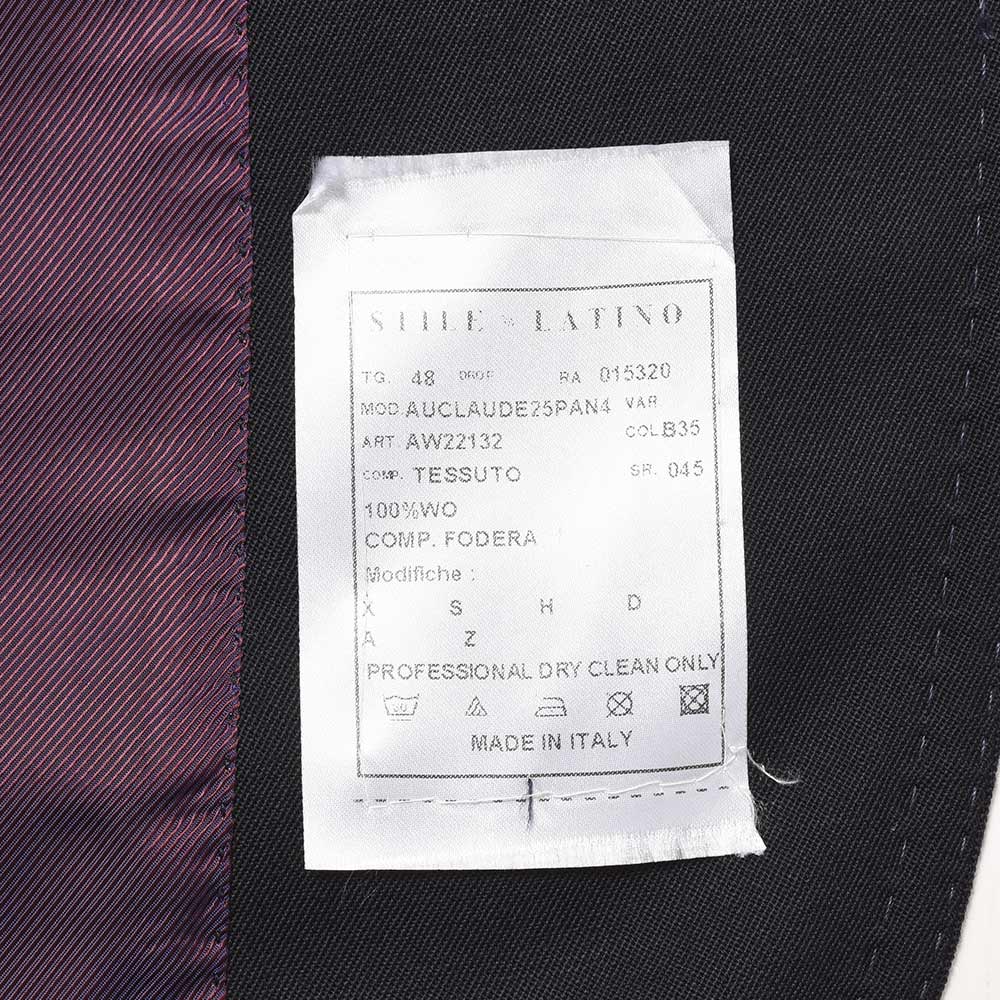 STILE LATINO
TG. 48 DROP RA 015320
MOD. AUCLAUDE25PAN4 VAR
ART. AW22132 COL.B35
COMP. TESSUTO SR. 045
100%WO
COMP. FODERA
Modifiche :
X S H D
A Z
PROFESSIONAL DRY CLEAN ONLY
MADE IN ITALY